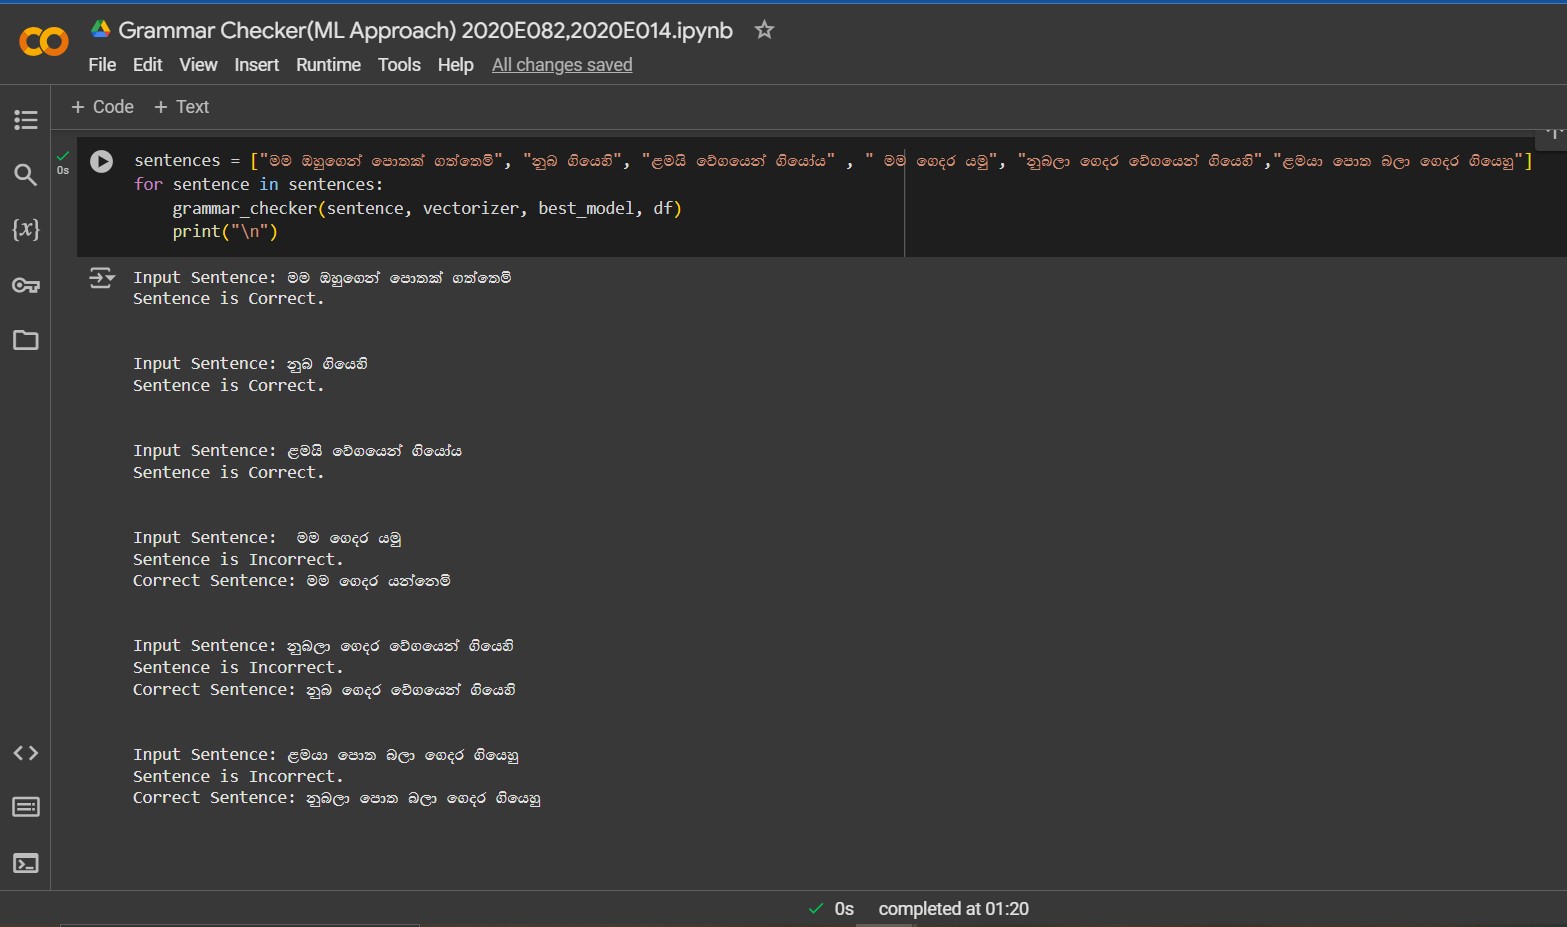 Grammar Checker(ML Approach) 2020E082,2020E014.ipynb
File Edit View Insert Runtime Tools Help All changes saved
+ Code + Text
0s
sentences = ["මම ඔහුගෙන් පොතක් ගත්තෙමි", "නුබ ගියෙහි", "ළමයි වේගයෙන් ගියෝය" , " මම ගෙදර යමු", "නුබලා ගෙදර වේගයෙන් ගියෙහි","ළමයා පොත බලා ගෙදර ගියෙහු"]
for sentence in sentences:
    grammar_checker(sentence, vectorizer, best_model, df)
    print("\n")
Input Sentence: මම ඔහුගෙන් පොතක් ගත්තෙමි
Sentence is Correct.
Input Sentence: නුබ ගියෙහි
Sentence is Correct.
Input Sentence: ළමයි වේගයෙන් ගියෝය
Sentence is Correct.
Input Sentence:  මම ගෙදර යමු
Sentence is Incorrect.
Correct Sentence: මම ගෙදර යන්නෙමි
Input Sentence: නුබලා ගෙදර වේගයෙන් ගියෙහි
Sentence is Incorrect.
Correct Sentence: නුබ ගෙදර වේගයෙන් ගියෙහි
Input Sentence: ළමයා පොත බලා ගෙදර ගියෙහු
Sentence is Incorrect.
Correct Sentence: නුබලා පොත බලා ගෙදර ගියෙහු
0s completed at 01:20